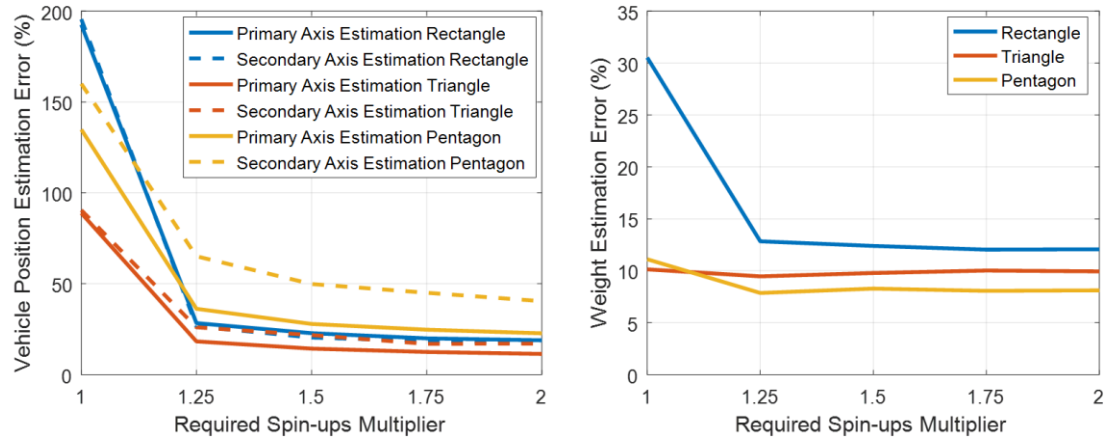 Vehicle Position Estimation Error (%)
200
150
100
50
0
Primary Axis Estimation Rectangle
Secondary Axis Estimation Rectangle
Primary Axis Estimation Triangle
Secondary Axis Estimation Triangle
Primary Axis Estimation Pentagon
Secondary Axis Estimation Pentagon
1 1.25 1.5 1.75 2
Required Spin-ups Multiplier
Weight Estimation Error (%)
35
30
25
20
15
10
5
0
Rectangle
Triangle
Pentagon
1 1.25 1.5 1.75 2
Required Spin-ups Multiplier